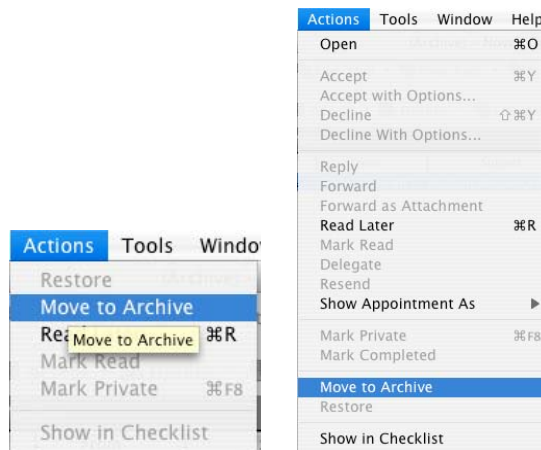 Actions Tools Window Help
Open ⌘O
Accept ⌘Y
Accept with Options...
Decline ⇧⌘Y
Decline With Options...
Reply
Forward
Forward as Attachment
Read Later ⌘R
Mark Read
Delegate
Resend
Show Appointment As ▶
Mark Private ⌘F8
Mark Completed
Move to Archive
Restore
Show in Checklist
Actions Tools Windo
Restore
Move to Archive
Rea Move to Archive ⌘R
Mark Read
Mark Private ⌘F8
Show in Checklist